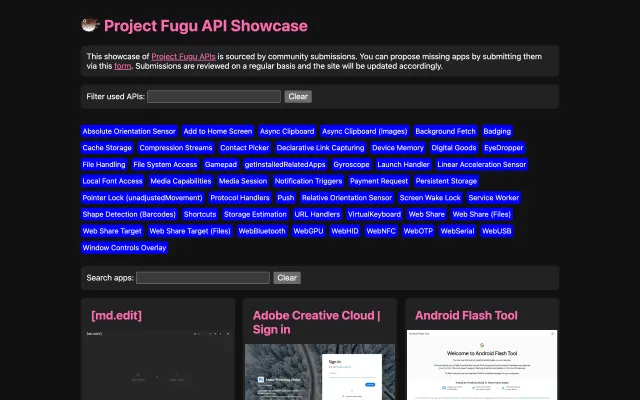 Project Fugu API Showcase
This showcase of Project Fugu APIs is sourced by community submissions. You can propose missing apps by submitting them
via this form. Submissions are reviewed on a regular basis and the site will be updated accordingly.
Filter used APIs: Clear
Absolute Orientation Sensor Add to Home Screen Async Clipboard Async Clipboard (Images) Background Fetch Badging
Cache Storage Compression Streams Contact Picker Declarative Link Capturing Device Memory Digital Goods EyeDropper
File Handling File System Access Gamepad getInstalledRelatedApps Gyroscope Launch Handler Linear Acceleration Sensor
Local Font Access Media Capabilities Media Session Notification Triggers Payment Request Persistent Storage
Pointer Lock (unadjustedMovement) Protocol Handlers Push Relative Orientation Sensor Screen Wake Lock Service Worker
Shape Detection (Barcodes) Shortcuts Storage Estimation URL Handlers VirtualKeyboard Web Share Web Share (Files)
Web Share Target Web Share Target (Files) WebBluetooth WebGPU WebHID WebNFC WebOTP WebSerial WebUSB
Window Controls Overlay
Search apps: Clear
[md.edit] Adobe Creative Cloud | Android Flash Tool
Sign in
[md.edit]
Sign in
Android Flash Tool
Welcome to Android Flash Tool